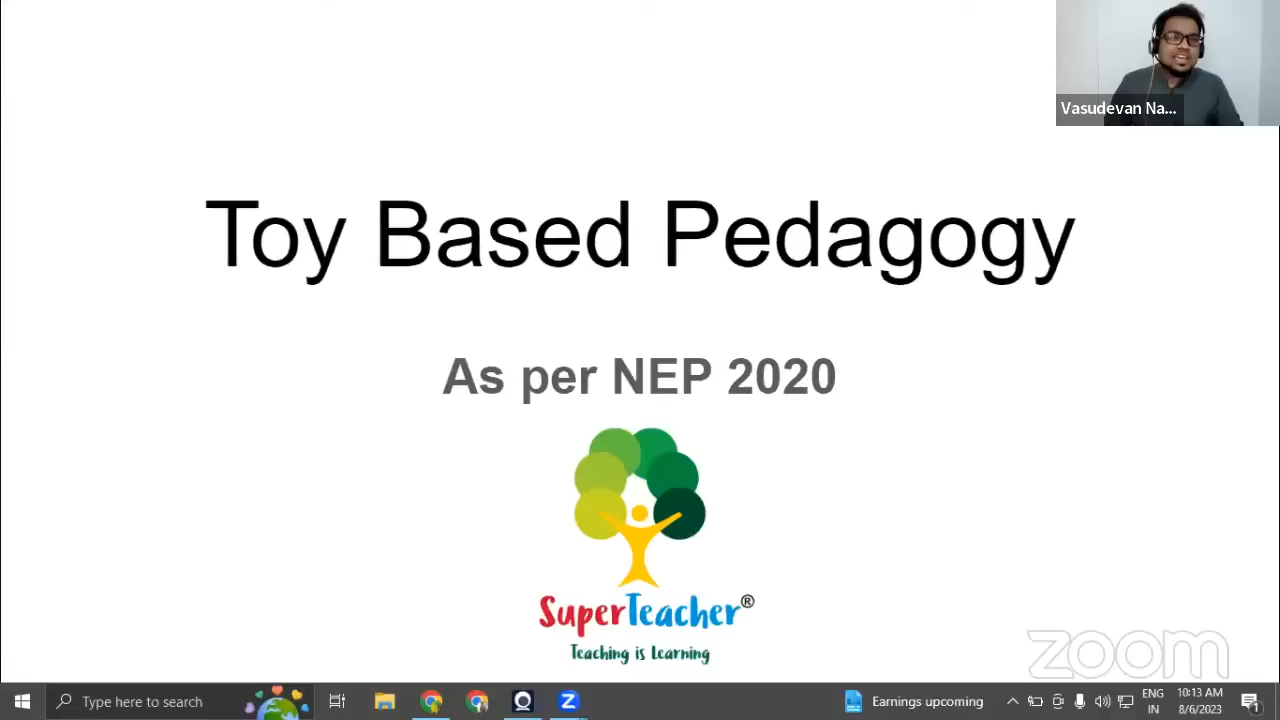 Vasudevan Na...
Toy Based Pedagogy
As per NEP 2020
SuperTeacher®
Teaching is Learning
zoom
Type here to search
Earnings upcoming
ENG
IN
10:13 AM
8/6/2023
1